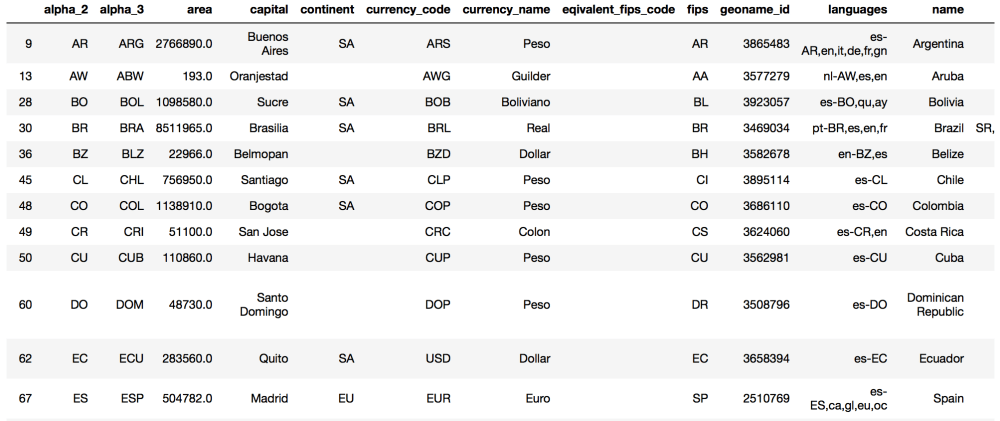 alpha_2 alpha_3 area capital continent currency_code currency_name eqivalent_fips_code fips geoname_id languages name
9 AR ARG 2766890.0 Buenos Aires SA ARS Peso AR 3865483 es-AR,en,it,de,fr,gn Argentina
13 AW ABW 193.0 Oranjestad AWG Guilder AA 3577279 nl-AW,es,en Aruba
28 BO BOL 1098580.0 Sucre SA BOB Boliviano BL 3923057 es-BO,qu,ay Bolivia
30 BR BRA 8511965.0 Brasilia SA BRL Real BR 3469034 pt-BR,es,en,fr Brazil SR,
36 BZ BLZ 22966.0 Belmopan BZD Dollar BH 3582678 en-BZ,es Belize
45 CL CHL 756950.0 Santiago SA CLP Peso CI 3895114 es-CL Chile
48 CO COL 1138910.0 Bogota SA COP Peso CO 3686110 es-CO Colombia
49 CR CRI 51100.0 San Jose CRC Colon CS 3624060 es-CR,en Costa Rica
50 CU CUB 110860.0 Havana CUP Peso CU 3562981 es-CU Cuba
60 DO DOM 48730.0 Santo Domingo DOP Peso DR 3508796 es-DO Dominican Republic
62 EC ECU 283560.0 Quito SA USD Dollar EC 3658394 es-EC Ecuador
67 ES ESP 504782.0 Madrid EU EUR Euro SP 2510769 es-ES,ca,gl,eu,oc Spain